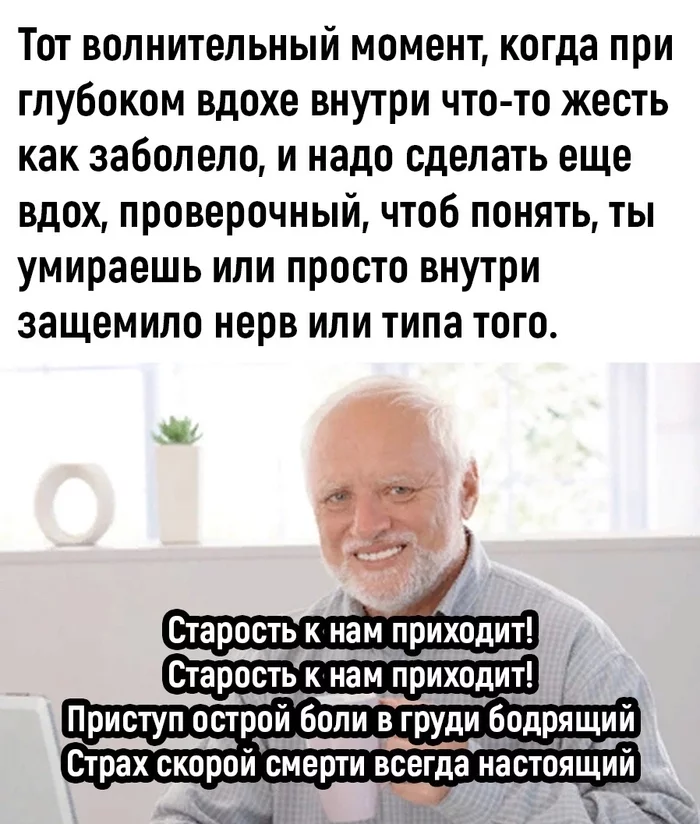 Тот волнительный момент, когда при
глубоком вдохе внутри что-то жесть
как заболело, и надо сделать еще
вдох, проверочный, чтоб понять, ты
умираешь или просто внутри
защемило нерв или типа того.
Старость к нам приходит!
Старость к нам приходит!
Приступ острой боли в груди бодрящий
Страх скорой смерти всегда настоящий